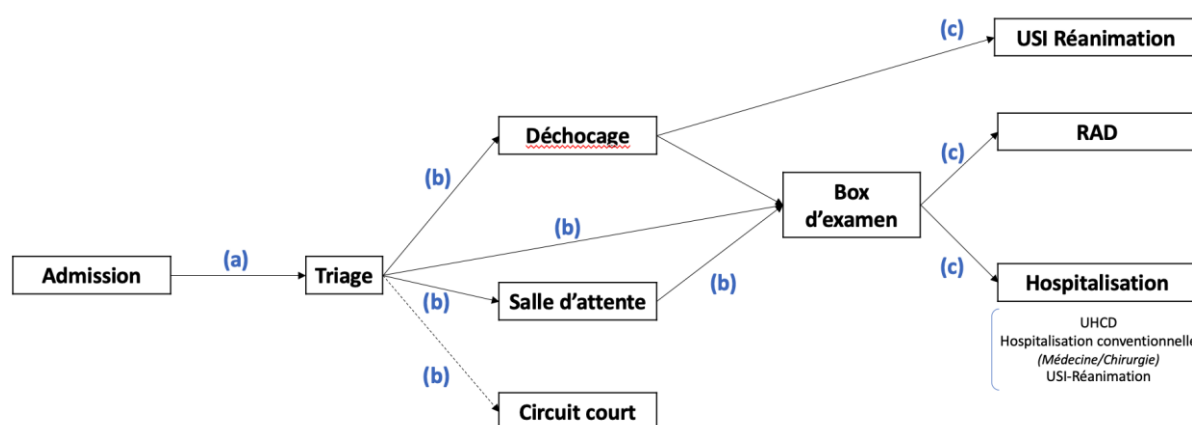 (c)
USI Réanimation
Déchocage
(c)
RAD
(b)
Box
d’examen
(b)
Admission
(a)
Triage
(b)
Salle d’attente
(b)
(c)
Hospitalisation
UHCD
Hospitalisation conventionnelle
(Médecine/Chirurgie)
USI-Réanimation
(b)
Circuit court